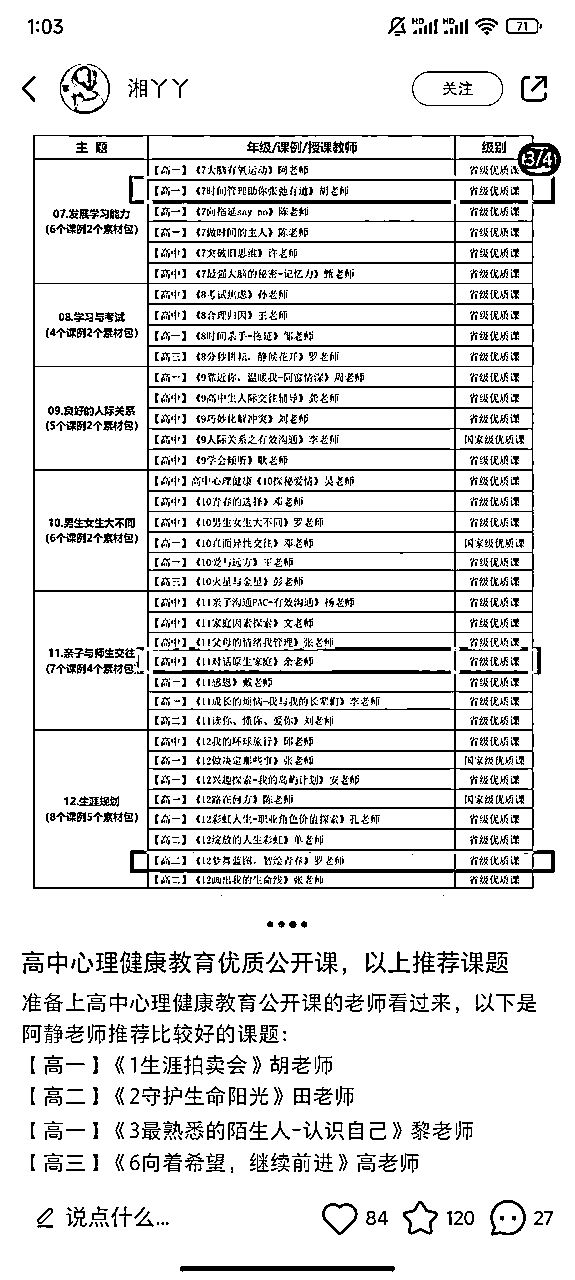 1:03
HD HD 71
湘丫丫
关注
3/4
主 题 年级/课例/授课教师 级别
07.发展学习能力
(6个课例2个素材包)
【高一】《7大脑有氧运动》阿老师 省级优质课
【高一】《7时间管理助你张弛有道》胡老师 省级优质课
【高一】《7向拖延say no》陈老师 省级优质课
【高一】《7做时间的主人》陈老师 省级优质课
【高中】《7突破旧思维》许老师 省级优质课
【高中】《7最强大脑的秘密-记忆力》甄老师 省级优质课
08.学习与考试
(4个课例2个素材包)
【高中】《8考试焦虑》孙老师 省级优质课
【高中】《8合理归因》王老师 省级优质课
【高一】《8时间杀手-拖延》邹老师 省级优质课
【高三】《8分秒耕耘，静候花开》罗老师 省级优质课
09.良好的人际关系
(5个课例2个素材包)
【高一】《9靠近你，温暖我-同窗情深》周老师 省级优质课
【高中】《9高中生人际交往辅导》龚老师 省级优质课
【高中】《9巧妙化解冲突》刘老师 省级优质课
【高中】《9人际关系之有效沟通》李老师 国家级优质课
【高中】《9学会倾听》耿老师 省级优质课
10.男生女生大不同
(6个课例2个素材包)
【高中】高中心理健康《10探秘爱情》吴老师 省级优质课
【高中】《10青春的选择》邓老师 省级优质课
【高中】《10男生女生大不同》罗老师 省级优质课
【高一】《10直面异性交往》邓老师 国家级优质课
【高一】《10爱与远方》王老师 省级优质课
【高三】《10火星与金星》彭老师 省级优质课
11.亲子与师生交往
(7个课例4个素材包)
【高中】《11亲子沟通PAC-有效沟通》杨老师 省级优质课
【高中】《11家庭因素探索》文老师 省级优质课
【高中】《11父母的情绪我管理》张老师 省级优质课
【高中】《11对话原生家庭》余老师 省级优质课
【高一】《11感恩》戴老师 省级优质课
【高一】《11成长的烦恼-我与我的长辈们》李老师 省级优质课
【高二】《11读你、懂你、爱你》刘老师 省级优质课
12.生涯规划
(8个课例5个素材包)
【高中】《12我的环球旅行》邱老师 省级优质课
【高一】《12做决定那些事》张老师 国家级优质课
【高一】《12兴趣探索-我的岛屿计划》安老师 省级优质课
【高一】《12路在何方》陈老师 国家级优质课
【高一】《12彩虹人生-职业角色价值探索》孔老师 省级优质课
【高二】《12绽放的人生彩虹》单老师 省级优质课
【高二】《12梦舞蓝图，智绘青春》罗老师 省级优质课
【高二】《12画出我的生命线》张老师 省级优质课
高中心理健康教育优质公开课，以上推荐课题
准备上高中心理健康教育公开课的老师看过来，以下是
阿静老师推荐比较好的课题：
【高一】《1生涯拍卖会》胡老师
【高二】《2守护生命阳光》田老师
【高一】《3最熟悉的陌生人-认识自己》黎老师
【高三】《6向着希望，继续前进》高老师
说点什么... 84 120 27